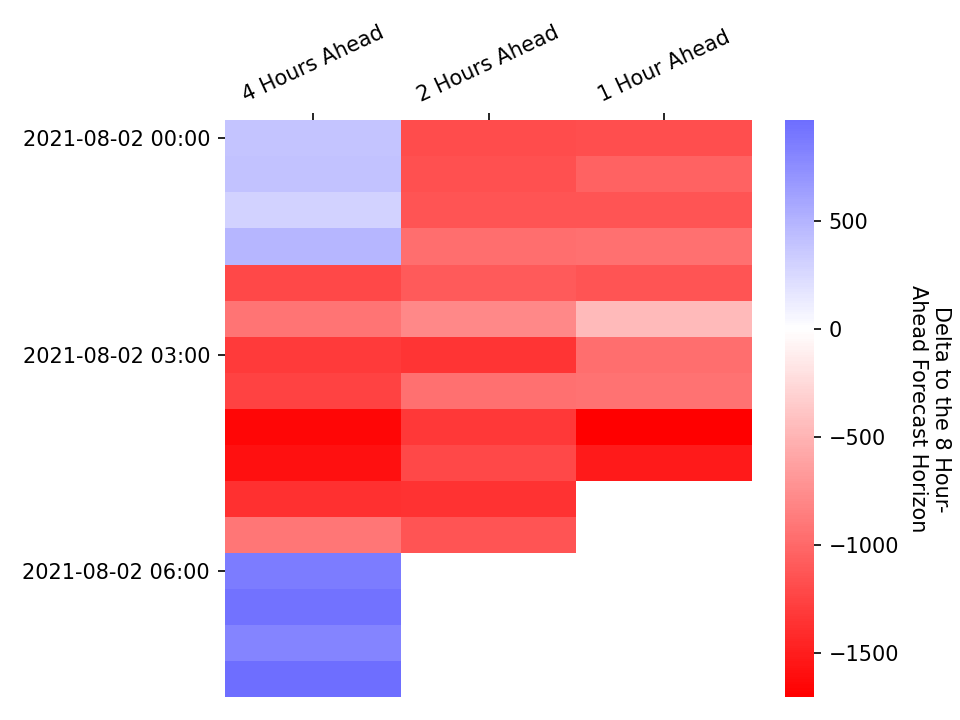 4 Hours Ahead
2 Hours Ahead
1 Hour Ahead
2021-08-02 00:00
2021-08-02 03:00
2021-08-02 06:00
500
0
−500
−1000
−1500
Delta to the 8 Hour-
Ahead Forecast Horizon